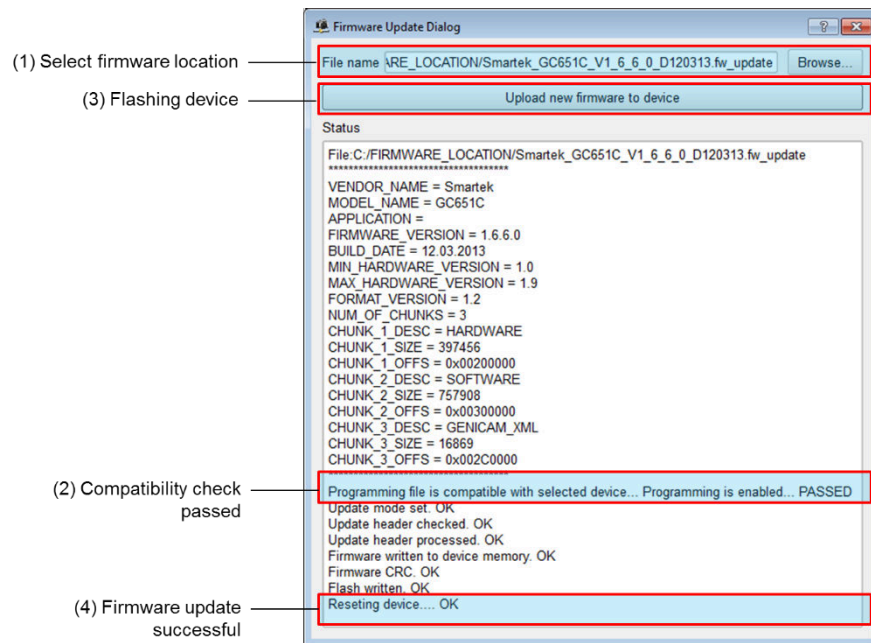 Firmware Update Dialog
(1) Select firmware location
File name ARE_LOCATION/Smartek_GC651C_V1_6_6_0_D120313.fw_update Browse...
(3) Flashing device
Upload new firmware to device
Status
File:C:/FIRMWARE_LOCATION/Smartek_GC651C_V1_6_6_0_D120313.fw_update
**************************************
VENDOR_NAME = Smartek
MODEL_NAME = GC651C
APPLICATION =
FIRMWARE_VERSION = 1.6.6.0
BUILD_DATE = 12.03.2013
MIN_HARDWARE_VERSION = 1.0
MAX_HARDWARE_VERSION = 1.9
FORMAT_VERSION = 1.2
NUM_OF_CHUNKS = 3
CHUNK_1_DESC = HARDWARE
CHUNK_1_SIZE = 397456
CHUNK_1_OFFS = 0x00200000
CHUNK_2_DESC = SOFTWARE
CHUNK_2_SIZE = 757908
CHUNK_2_OFFS = 0x00300000
CHUNK_3_DESC = GENICAM_XML
CHUNK_3_SIZE = 16869
CHUNK_3_OFFS = 0x002C0000
**************************************
(2) Compatibility check
passed
Programming file is compatible with selected device... Programming is enabled... PASSED
Update mode set. OK
Update header checked. OK
Update header processed. OK
Firmware written to device memory. OK
Firmware CRC. OK
Flash written. OK
(4) Firmware update
successful
Reseting device.... OK